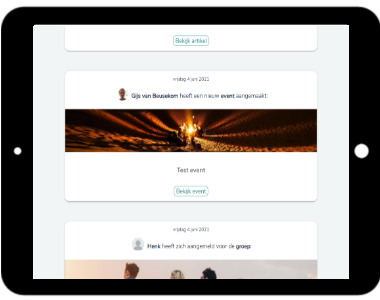 Bekijk artikel
vrijdag 4 juni 2021
Gijs van Beusekom heeft een nieuw event aangemaakt:
Test event
Bekijk event
vrijdag 4 juni 2021
Henk heeft zich aangemeld voor de groep: